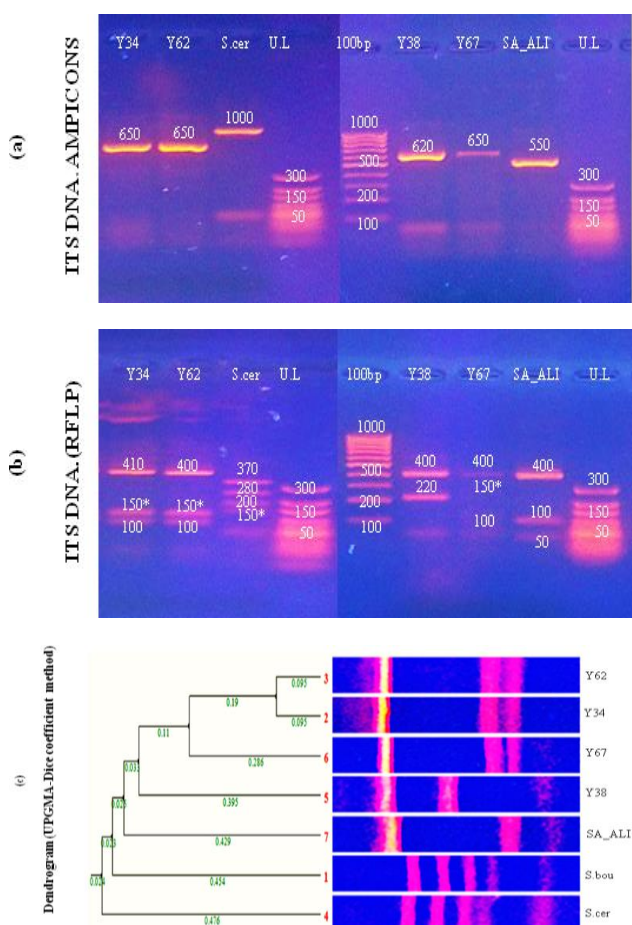 (a)
ITS DNA. AMPICONS
Y34 Y62 S.cer U.L 100bp Y38 Y67 SA_ALI U.L
650 650 1000 300 150 50
1000 500 200 100 620 650 550 300 150 50
(b)
ITS DNA.(RFLP)
Y34 Y62 S.cer U.L 100bp Y38 Y67 SA_ALI U.L
410 400 370 300
150* 150* 280 150
100 100 200 50
150*
1000 400 400 400 300
500 220 150* 100 150
200 100 50 50
100
(c)
Dendrogram (UPGMA-Dice coefficient method)
0.095 3 Y62
0.19
0.095 2 Y34
0.11
0.286 6 Y67
0.395 5 Y38
0.429 7 SA_ALI
0.023
0.454 1 S.bou
0.024
0.476 4 S.cer